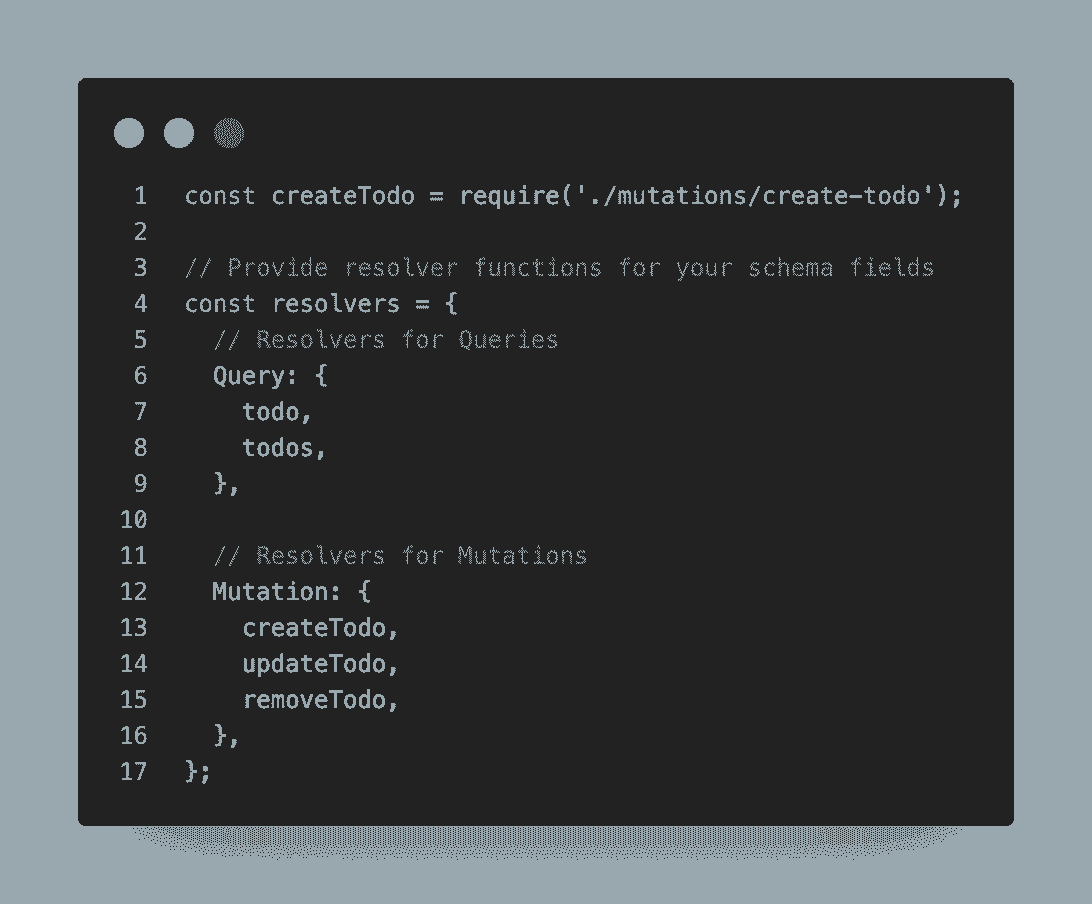 1 const createTodo = require('./mutations/create-todo');
2
3 // Provide resolver functions for your schema fields
4 const resolvers = {
5   // Resolvers for Queries
6   Query: {
7     todo,
8     todos,
9   },
10
11   // Resolvers for Mutations
12   Mutation: {
13     createTodo,
14     updateTodo,
15     removeTodo,
16   },
17 };